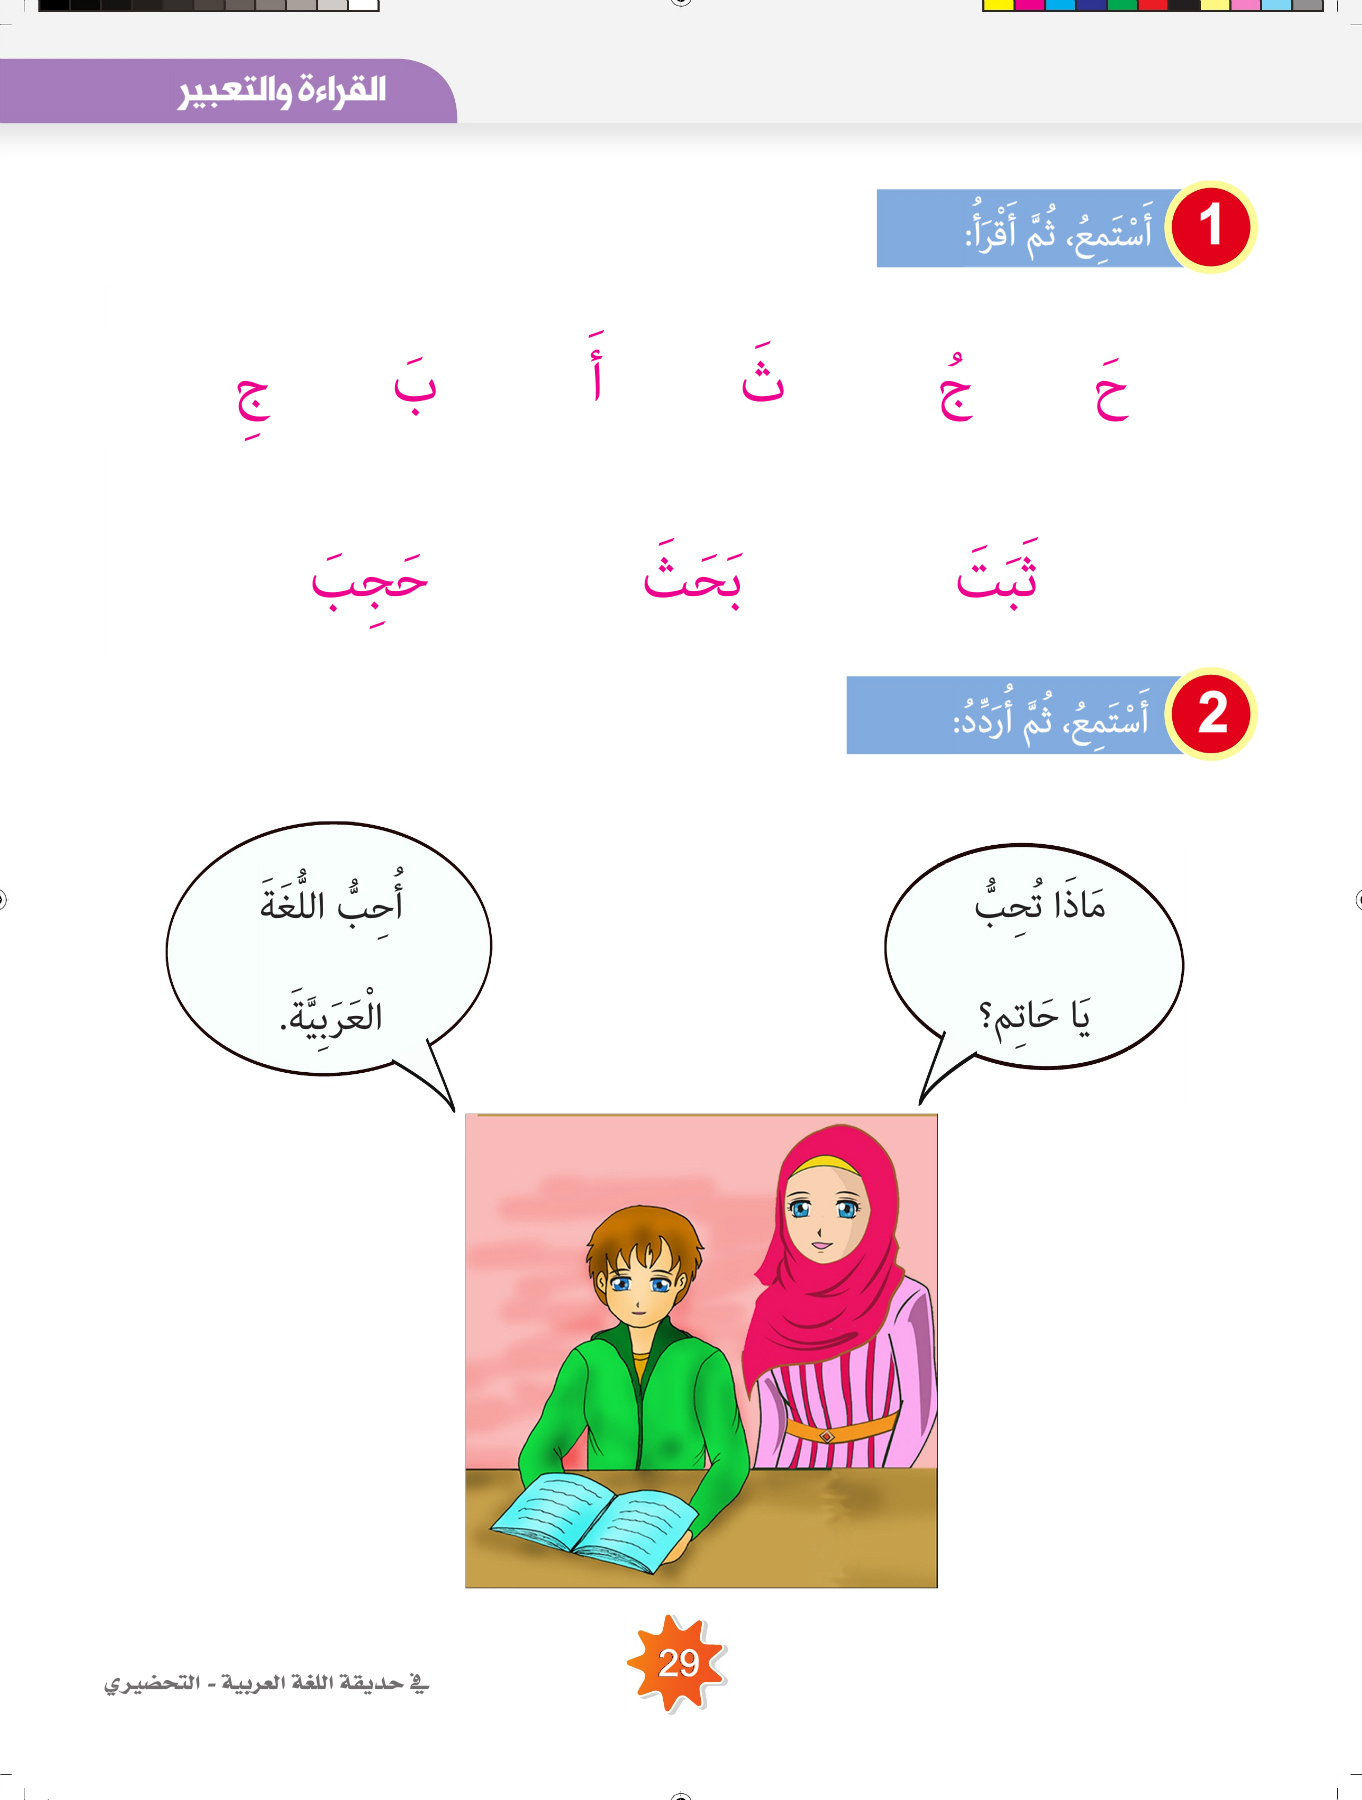 القراءة والتعبير
1 أَسْتَمِعُ، ثُمَّ أَقْرَأُ:
حَ جُ ثَ أَ بَ جِ
ثَبَتَ بَحَثَ حَجِبَ
2 أَسْتَمِعُ، ثُمَّ أُرَدِّدُ:
مَاذَا تُحِبُّ
يَا حَاتِم؟
أُحِبُّ اللُّغَةَ
الْعَرَبِيَّةَ.
29
في حديقة اللغة العربية - التحضيري